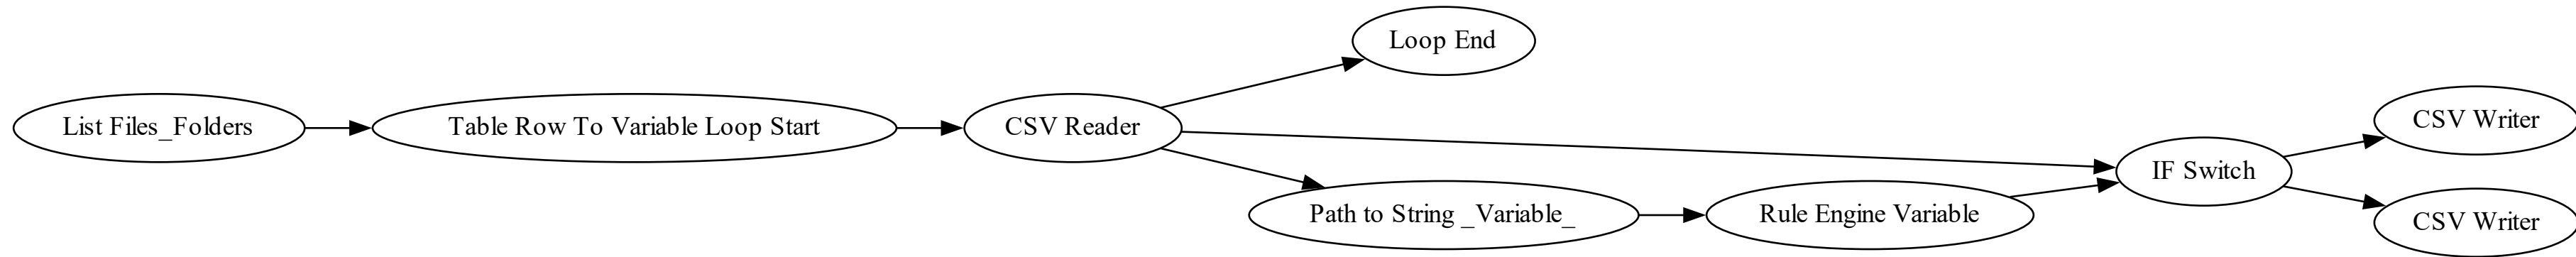 List Files_Folders
Table Row To Variable Loop Start
CSV Reader
Loop End
Path to String _Variable_
Rule Engine Variable
IF Switch
CSV Writer
CSV Writer